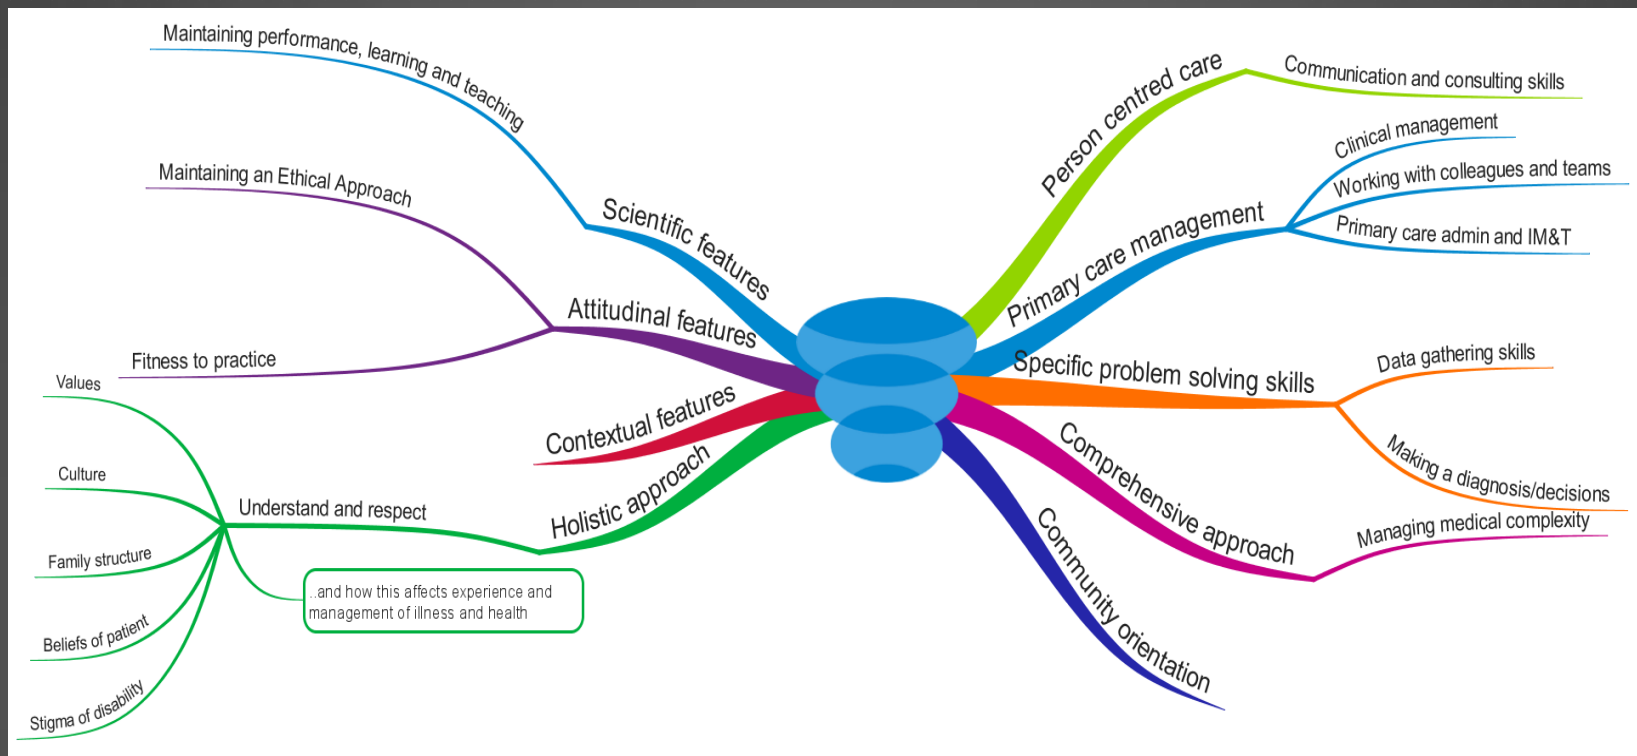 Maintaining performance, learning and teaching
Scientific features
Maintaining an Ethical Approach
Fitness to practice
Attitudinal features
Contextual features
Holistic approach
Understand and respect
Values
Culture
Family structure
Beliefs of patient
Stigma of disability
..and how this affects experience and
management of illness and health
Person centred care
Communication and consulting skills
Primary care management
Clinical management
Working with colleagues and teams
Primary care admin and IM&T
Specific problem solving skills
Data gathering skills
Making a diagnosis/decisions
Comprehensive approach
Managing medical complexity
Community orientation